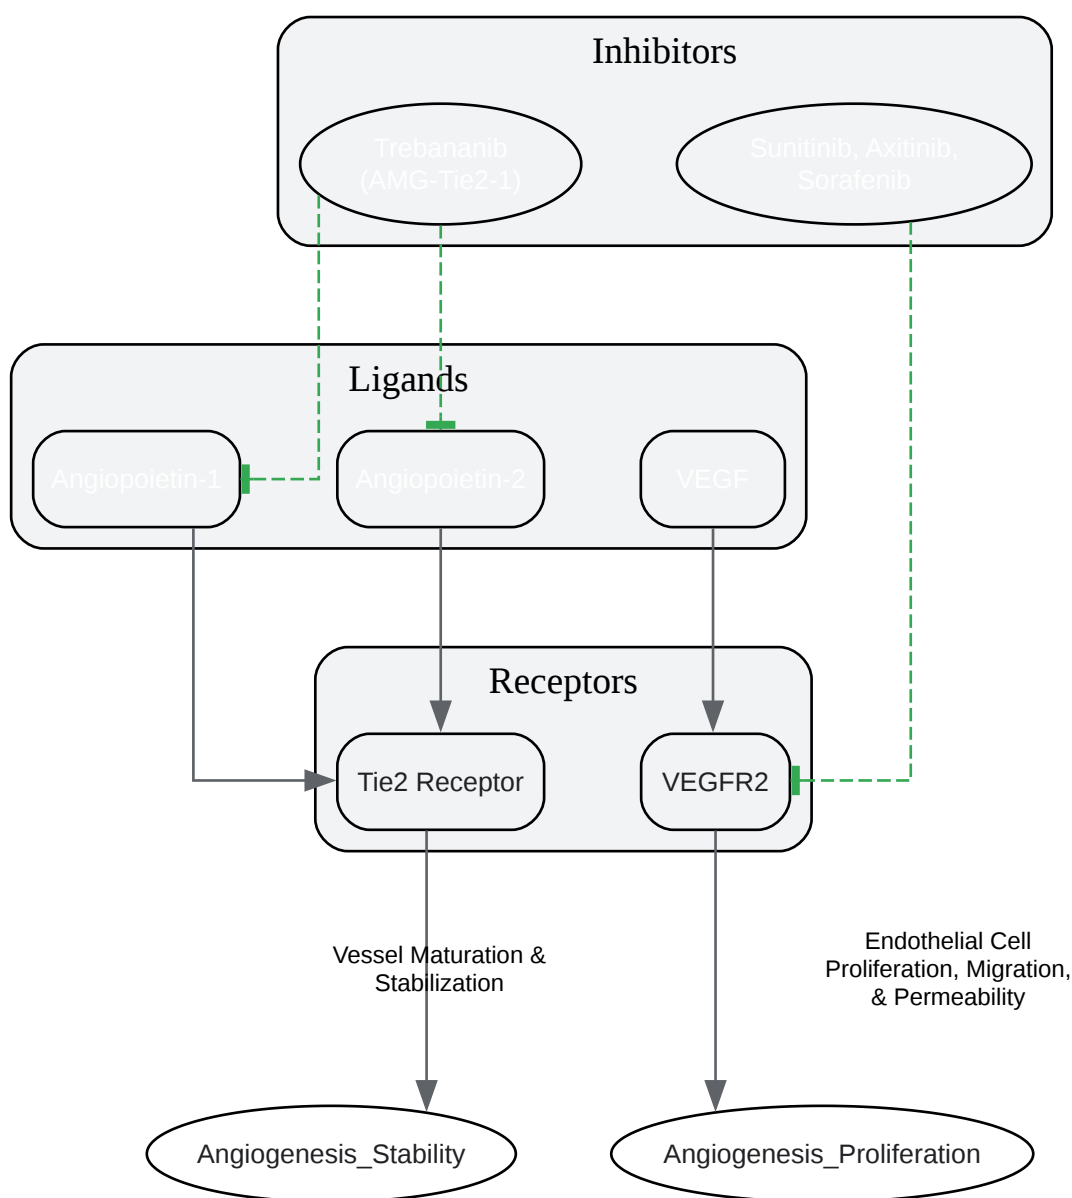 Inhibitors
Trebananib
(AMG-Tie2-1)
Sunitinib, Axitinib,
Sorafenib
Ligands
Angiopoietin-1
Angiopoietin-2
VEGF
Receptors
Tie2 Receptor
VEGFR2
Vessel Maturation &
Stabilization
Endothelial Cell
Proliferation, Migration,
& Permeability
Angiogenesis_Stability
Angiogenesis_Proliferation